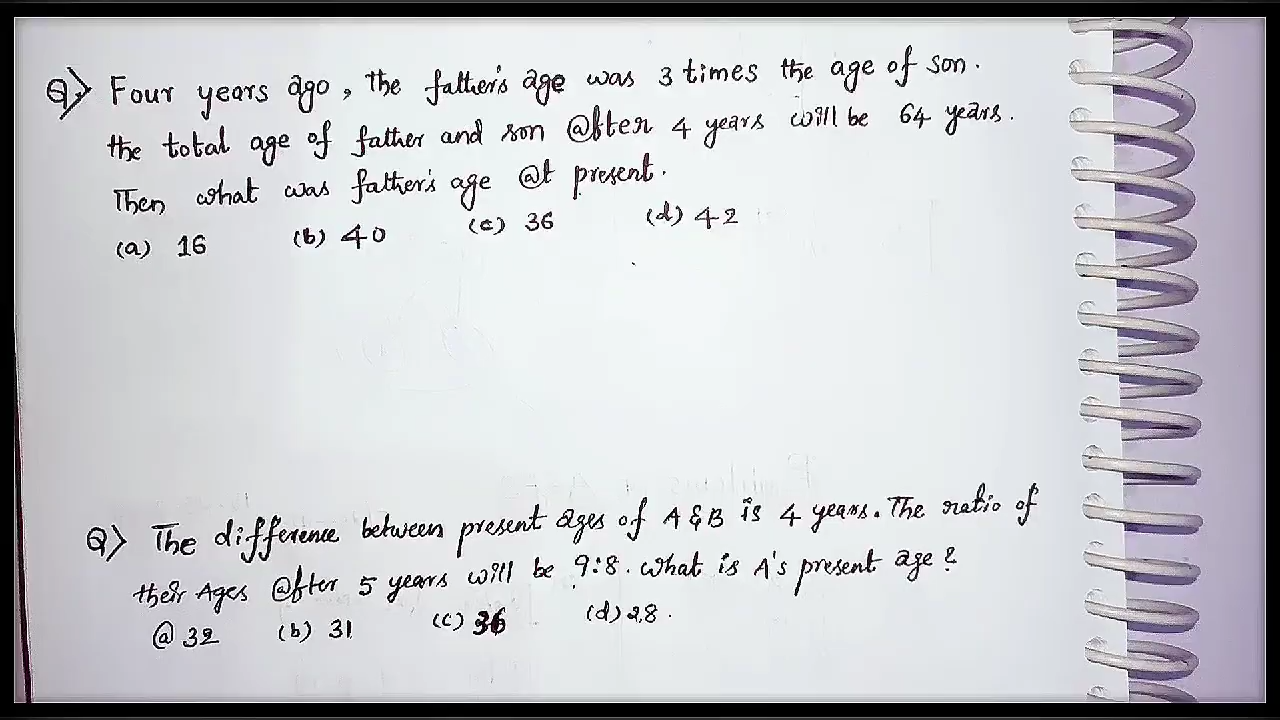 Q.> Four years ago, the father's age was 3 times the age of son.
the total age of father and son @fter 4 years will be 64 years.
Then what was father's age @t present.
(a) 16 (b) 40 (c) 36 (d) 42
Q> The difference between present ages of A & B is 4 years. The ratio of
their Ages @fter 5 years will be 9:8. what is A's present age?
@ 32 (b) 31 (c) 36 (d) 28.